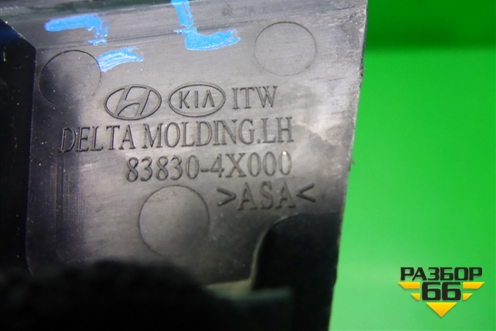 KIA ITW
DELTA MOLDING.LH
83830-4X000
>ASA<
РАЗБОР
66